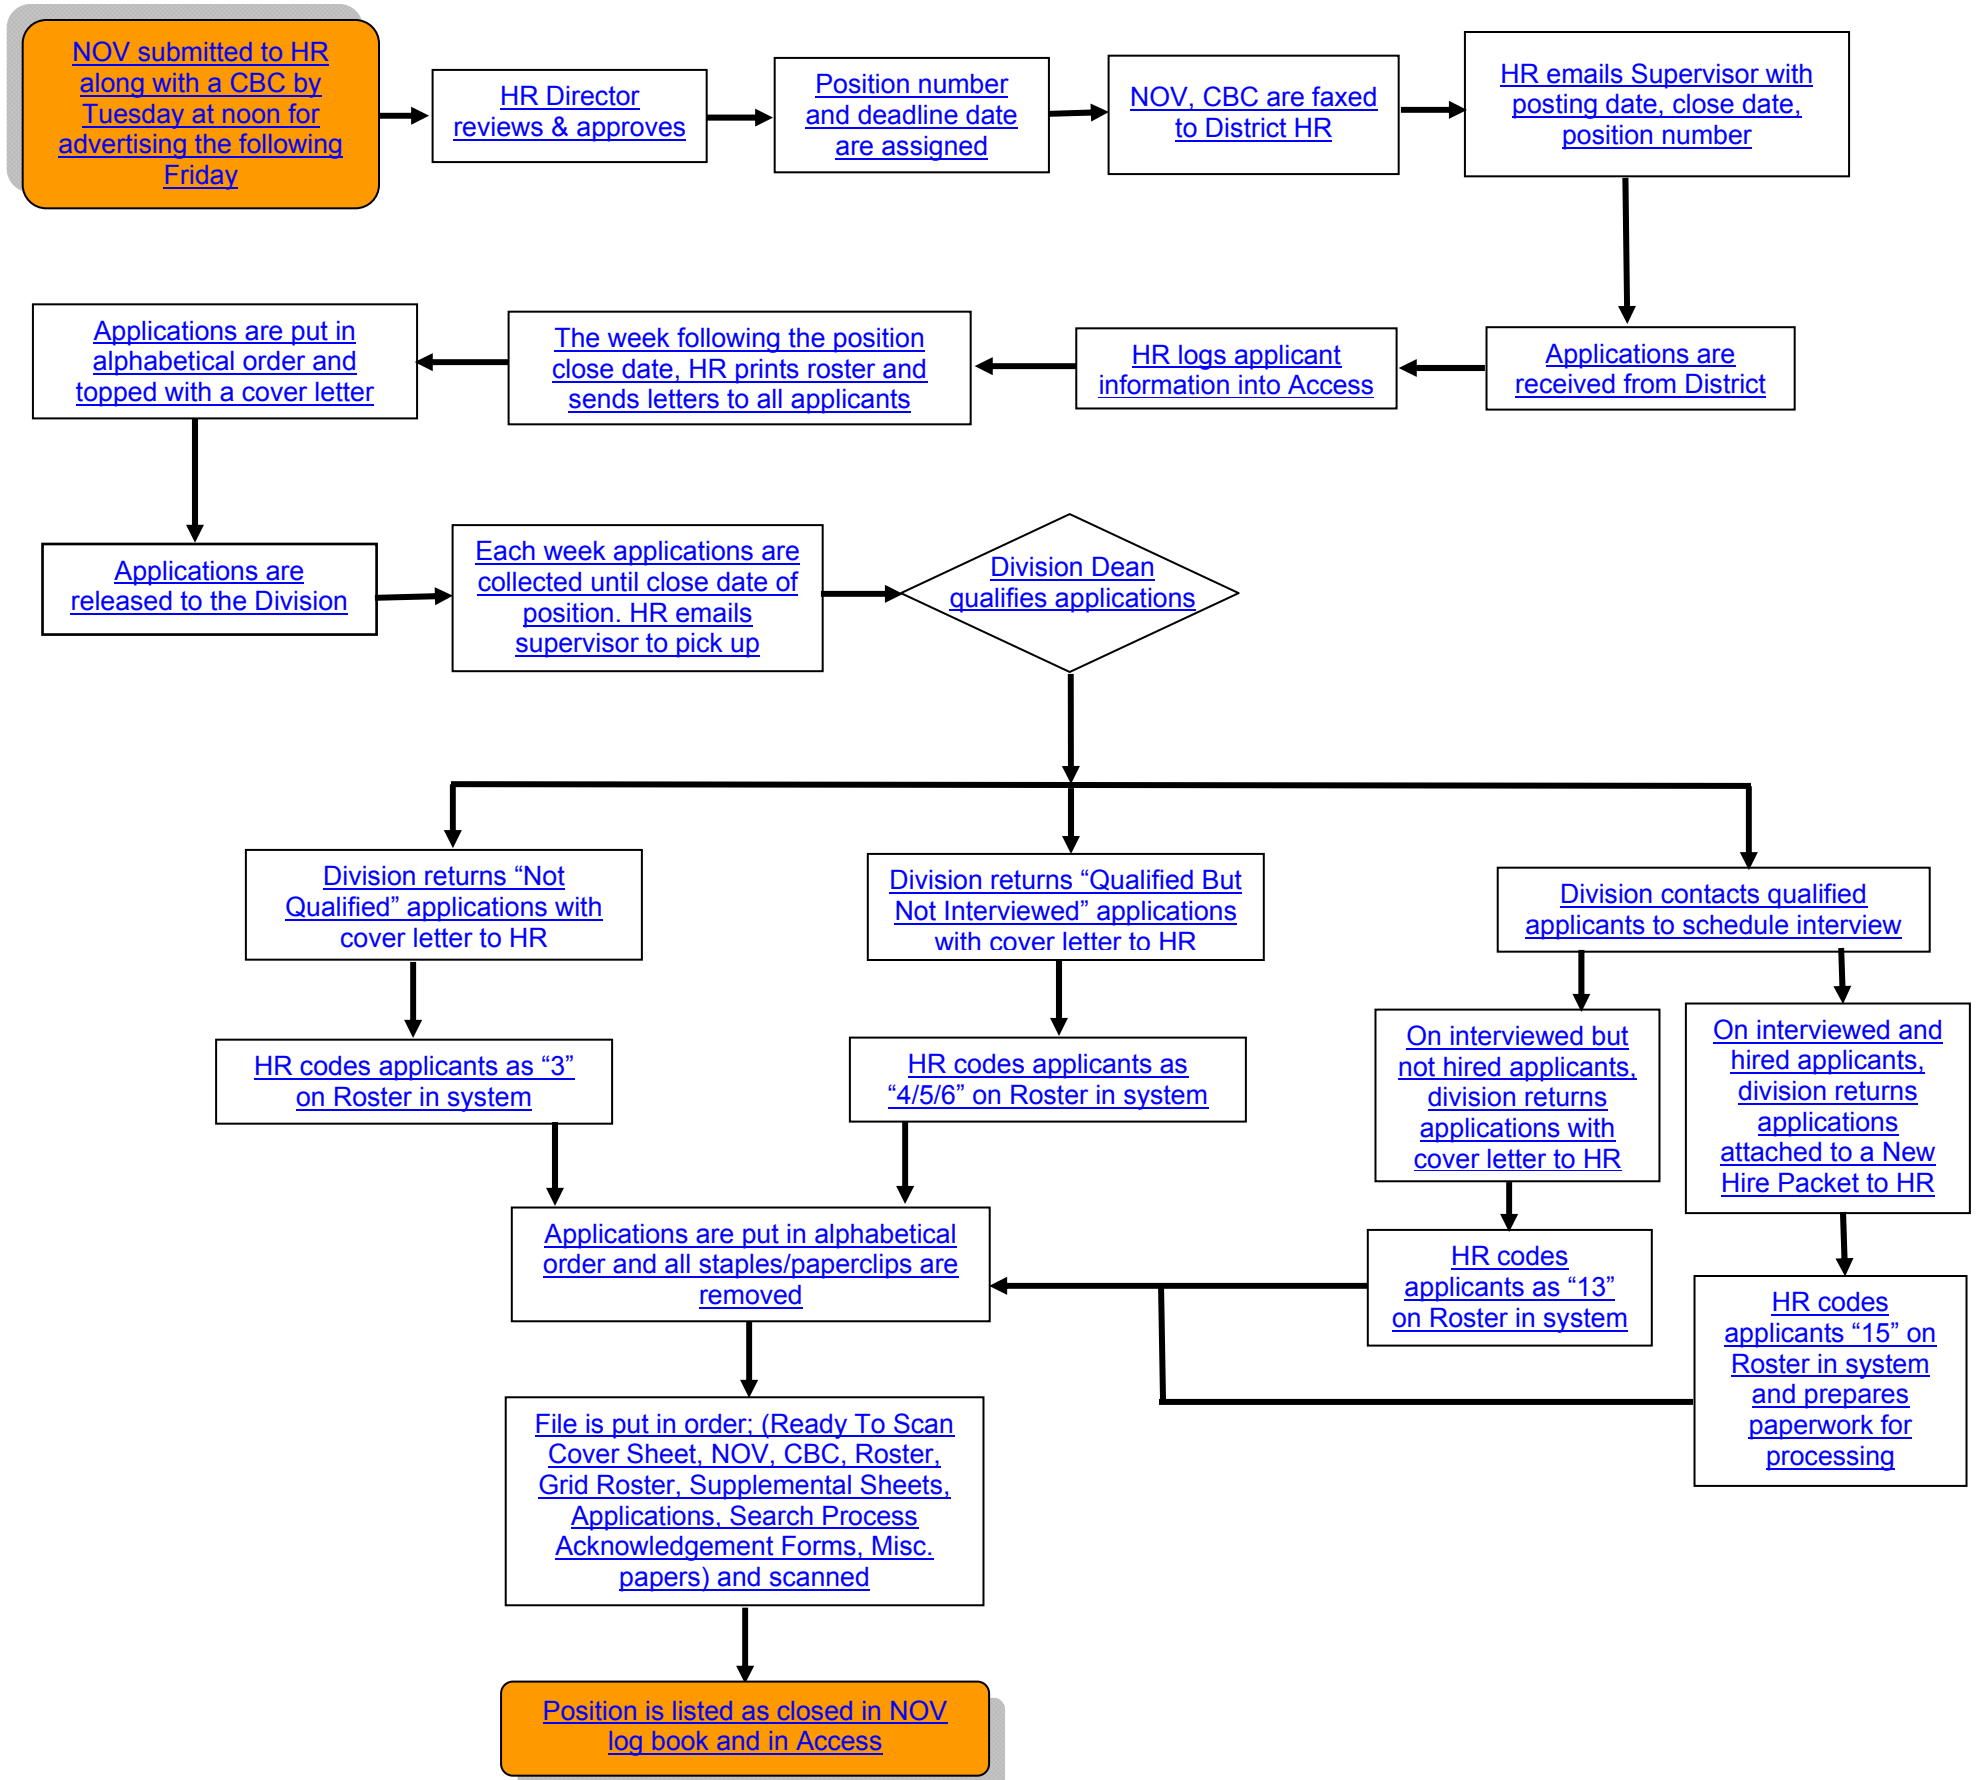 NOV submitted to HR
along with a CBC by
Tuesday at noon for
advertising the following
Friday
HR Director
reviews & approves
Position number
and deadline date
are assigned
NOV, CBC are faxed
to District HR
HR emails Supervisor with
posting date, close date,
position number
Applications are
received from District
HR logs applicant
information into Access
The week following the position
close date, HR prints roster and
sends letters to all applicants
Applications are put in
alphabetical order and
topped with a cover letter
Applications are
released to the Division
Each week applications are
collected until close date of
position. HR emails
supervisor to pick up
Division Dean
qualifies applications
Division returns “Not
Qualified” applications with
cover letter to HR
Division returns “Qualified But
Not Interviewed” applications
with cover letter to HR
Division contacts qualified
applicants to schedule interview
HR codes applicants as “3”
on Roster in system
HR codes applicants as
“4/5/6” on Roster in system
On interviewed but
not hired applicants,
division returns
applications with
cover letter to HR
On interviewed and
hired applicants,
division returns
applications
attached to a New
Hire Packet to HR
Applications are put in alphabetical
order and all staples/paperclips are
removed
HR codes
applicants as “13”
on Roster in system
HR codes
applicants “15” on
Roster in system
and prepares
paperwork for
processing
File is put in order; (Ready To Scan
Cover Sheet, NOV, CBC, Roster,
Grid Roster, Supplemental Sheets,
Applications, Search Process
Acknowledgement Forms, Misc.
papers) and scanned
Position is listed as closed in NOV
log book and in Access